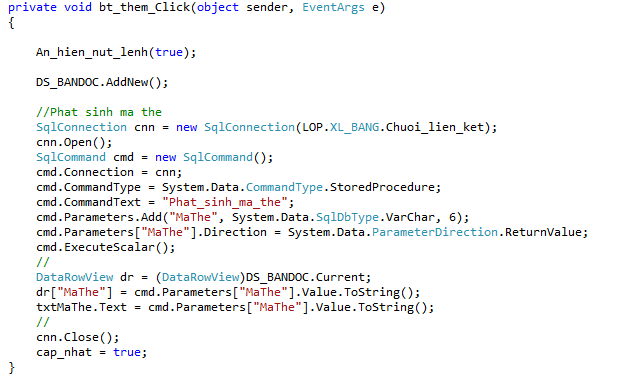 private void bt_them_Click(object sender, EventArgs e)
{
An_hien_nut_lenh(true);
DS_BANDOC.AddNew();
//Phat sinh ma the
SqlConnection cnn = new SqlConnection(LOP.XL_BANG.Chuoi_lien_ket);
cnn.Open();
SqlCommand cmd = new SqlCommand();
cmd.Connection = cnn;
cmd.CommandType = System.Data.CommandType.StoredProcedure;
cmd.CommandText = "Phat_sinh_ma_the";
cmd.Parameters.Add("MaThe", System.Data.SqlDbType.VarChar, 6);
cmd.Parameters["MaThe"].Direction = System.Data.ParameterDirection.ReturnValue;
cmd.ExecuteScalar();
//
DataRowView dr = (DataRowView)DS_BANDOC.Current;
dr["MaThe"] = cmd.Parameters["MaThe"].Value.ToString();
txtMaThe.Text = cmd.Parameters["MaThe"].Value.ToString();
//
cnn.Close();
cap_nhat = true;
}